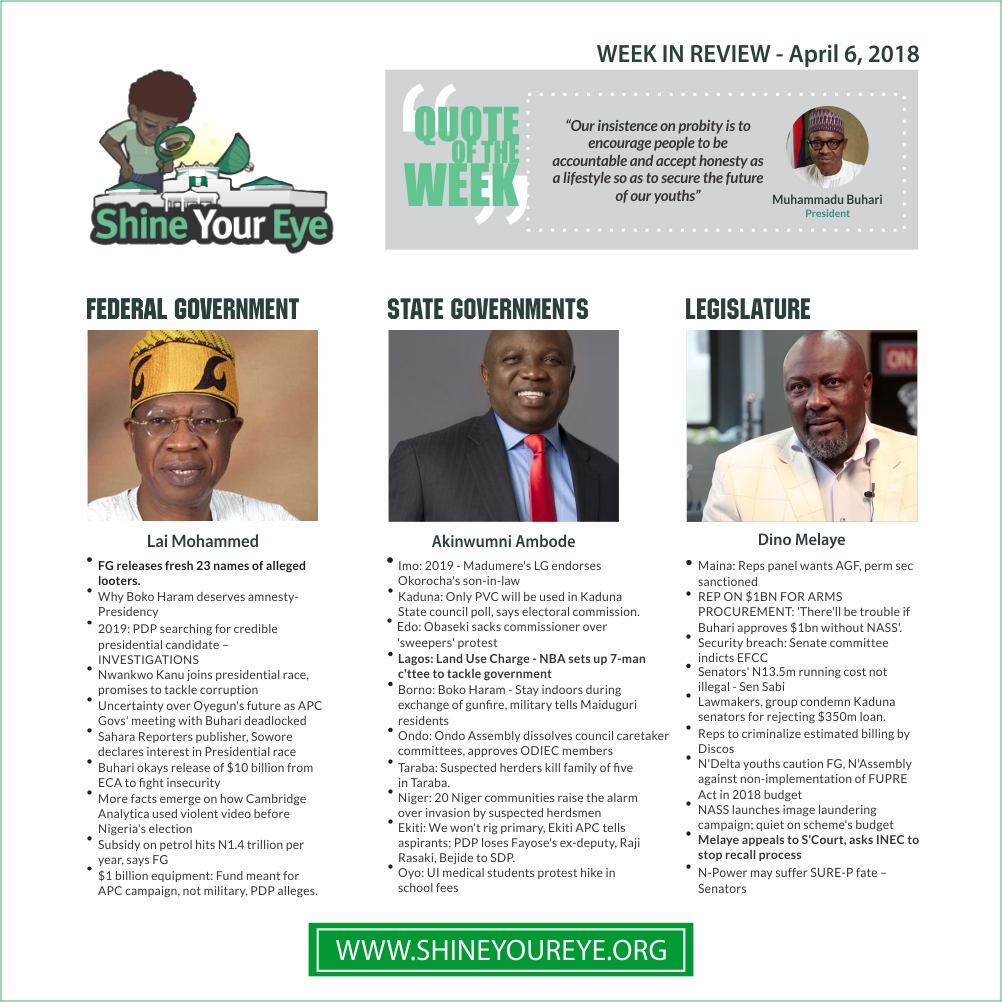 WEEK IN REVIEW - April 6, 2018
Shine Your Eye
QUOTE
OF THE
WEEK
“Our insistence on probity is to
encourage people to be
accountable and accept honesty as
a lifestyle so as to secure the future
of our youths”
Muhammadu Buhari
President
FEDERAL GOVERNMENT
Lai Mohammed
• FG releases fresh 23 names of alleged
looters.
• Why Boko Haram deserves amnesty-
Presidency
• 2019: PDP searching for credible
presidential candidate –
INVESTIGATIONS
• Nwankwo Kanu joins presidential race,
promises to tackle corruption
• Uncertainty over Oyegun's future as APC
Govs' meeting with Buhari deadlocked
• Sahara Reporters publisher, Sowore
declares interest in Presidential race
• Buhari okays release of $10 billion from
ECA to fight insecurity
• More facts emerge on how Cambridge
Analytica used violent video before
Nigeria's election
• Subsidy on petrol hits N1.4 trillion per
year, says FG
• $1 billion equipment: Fund meant for
APC campaign, not military, PDP alleges.
STATE GOVERNMENTS
Akinwumni Ambode
• Imo: 2019 - Madumere's LG endorses
Okorocha's son-in-law
• Kaduna: Only PVC will be used in Kaduna
State council poll, says electoral commission.
• Edo: Obaseki sacks commissioner over
'sweepers' protest
• Lagos: Land Use Charge - NBA sets up 7-man
c'ttee to tackle government
• Borno: Boko Haram - Stay indoors during
exchange of gunfire, military tells Maiduguri
residents
• Ondo: Ondo Assembly dissolves council caretaker
committees, approves ODIEC members
• Taraba: Suspected herders kill family of five
in Taraba.
• Niger: 20 Niger communities raise the alarm
over invasion by suspected herdsmen
• Ekiti: We won't rig primary, Ekiti APC tells
aspirants; PDP loses Fayose's ex-deputy, Raji
Rasaki, Bejide to SDP.
• Oyo: UI medical students protest hike in
school fees
LEGISLATURE
ON
Dino Melaye
• Maina: Reps panel wants AGF, perm sec
sanctioned
• REP ON $1BN FOR ARMS
PROCUREMENT: 'There'll be trouble if
Buhari approves $1bn without NASS'.
• Security breach: Senate committee
indicts EFCC
• Senators' N13.5m running cost not
illegal - Sen Sabi
• Lawmakers, group condemn Kaduna
senators for rejecting $350m loan.
• Reps to criminalize estimated billing by
Discos
• N'Delta youths caution FG, N'Assembly
against non-implementation of FUPRE
Act in 2018 budget
• NASS launches image laundering
campaign; quiet on scheme's budget
• Melaye appeals to S'Court, asks INEC to
stop recall process
• N-Power may suffer SURE-P fate –
Senators
WWW.SHINEYOUREYE.ORG